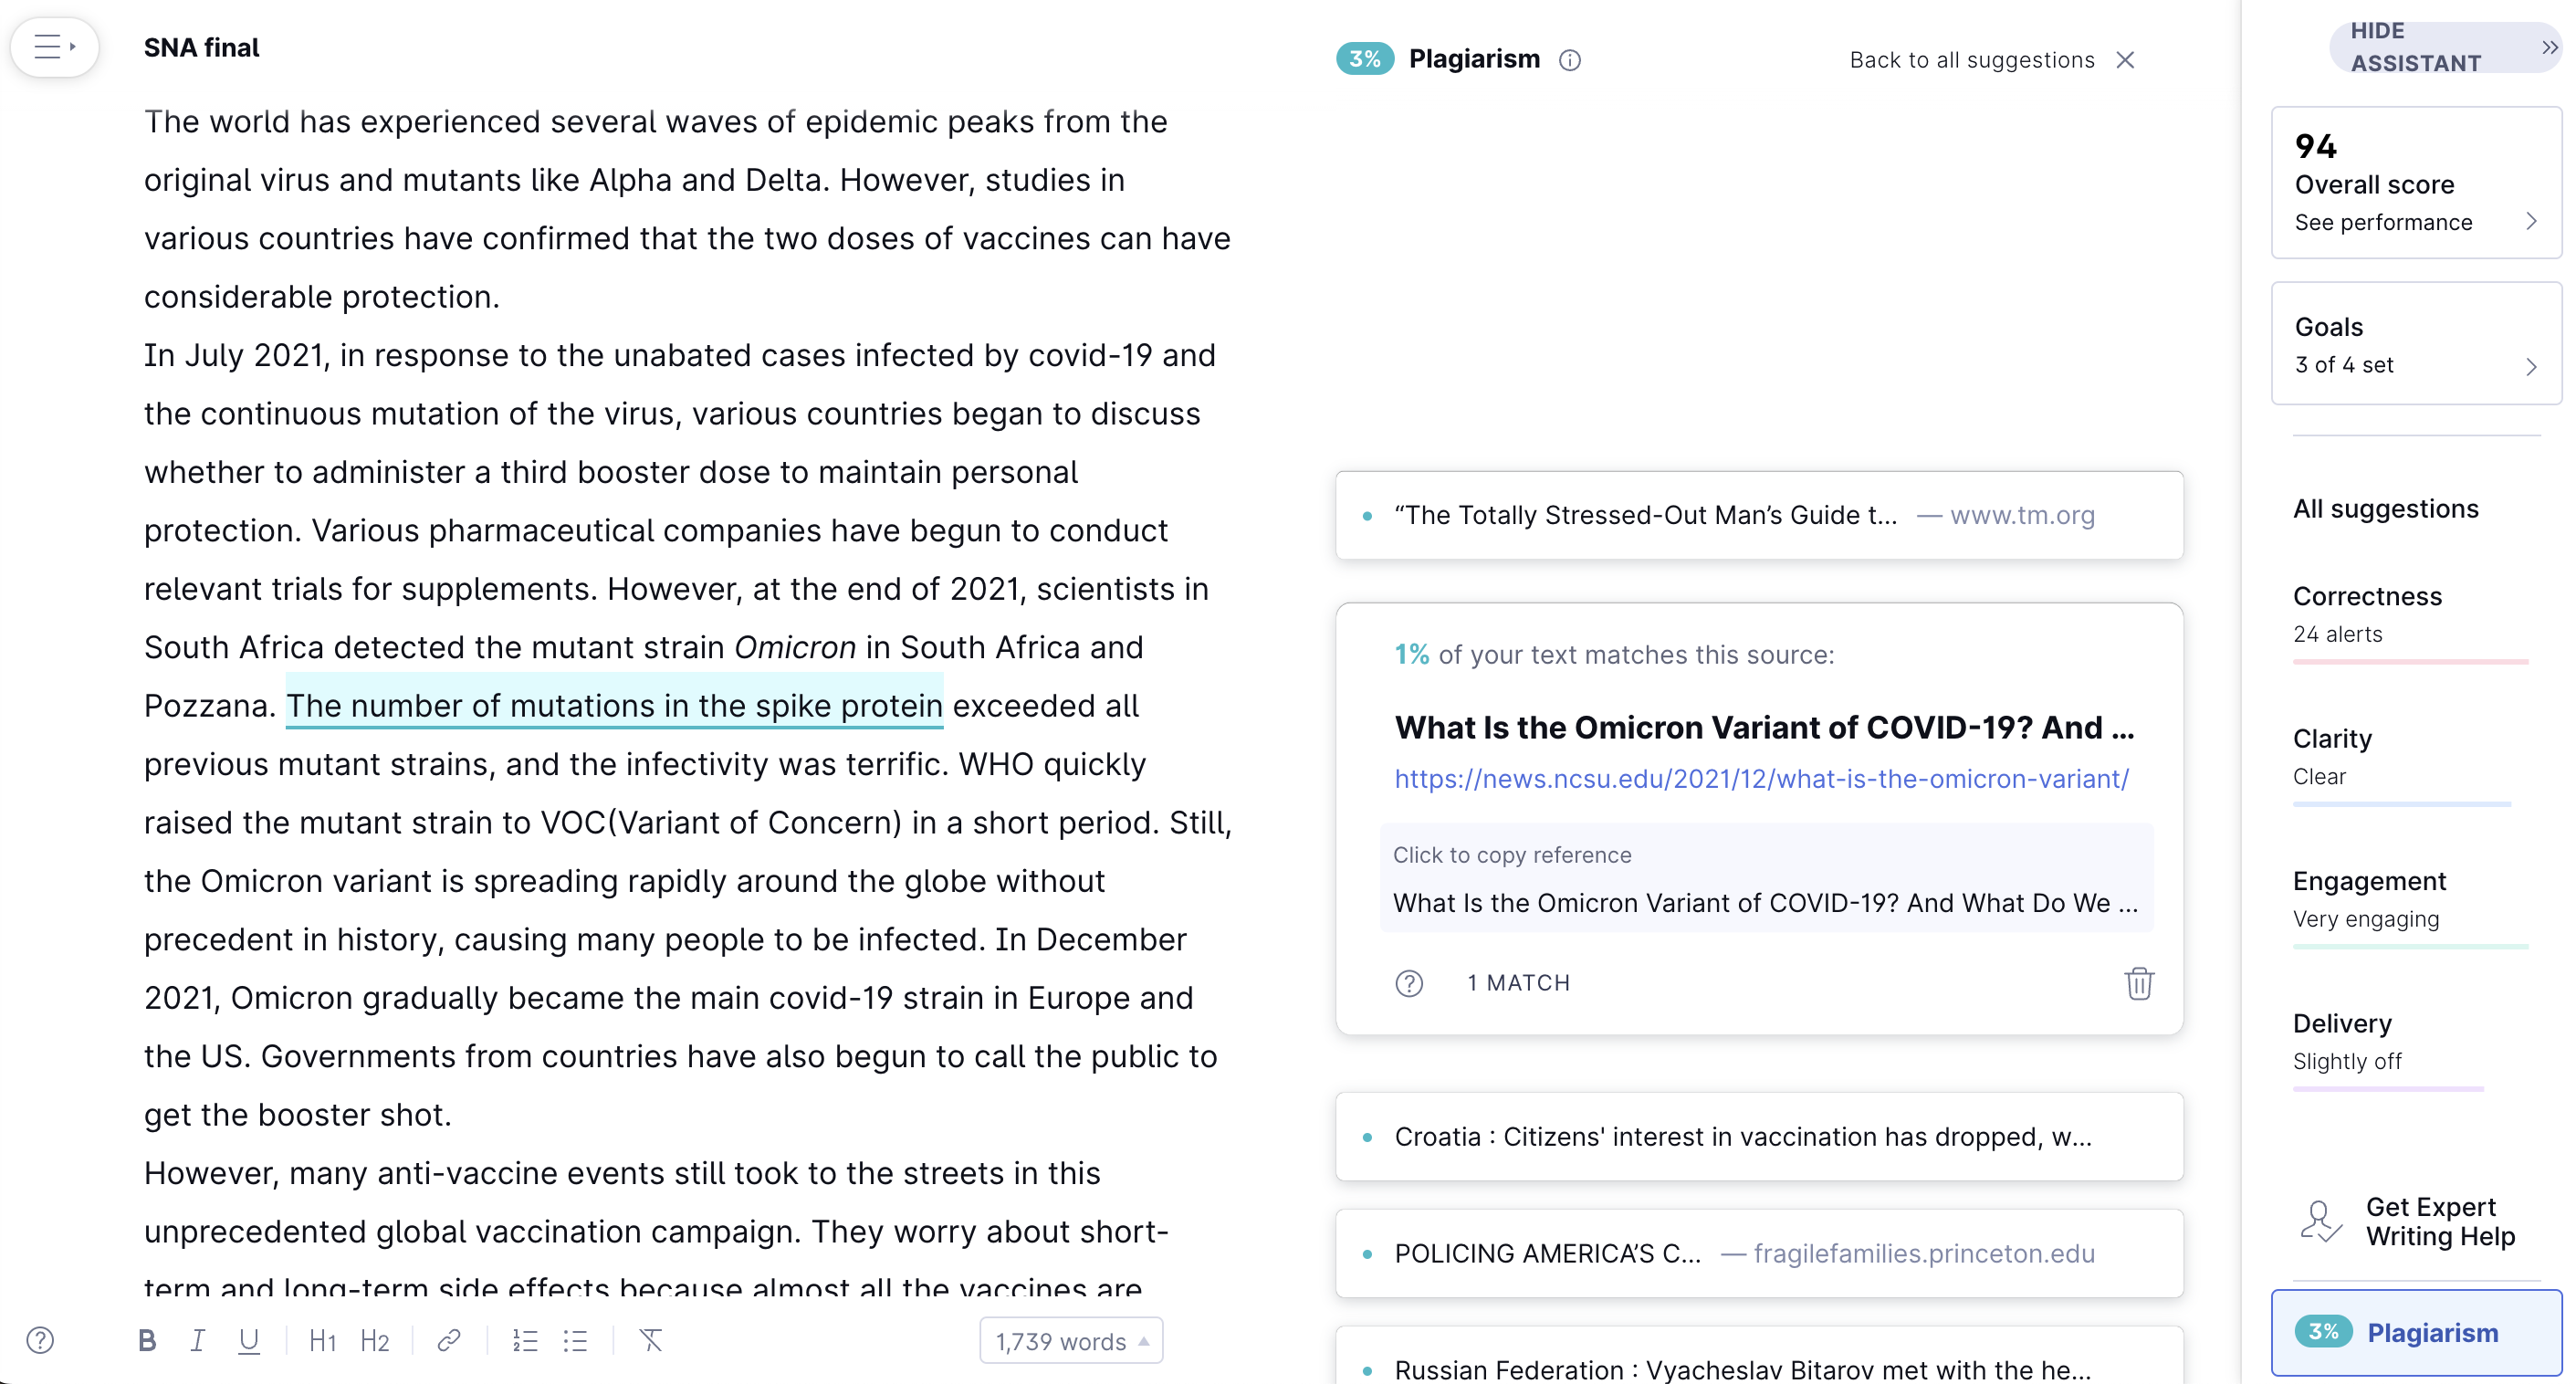 SNA final
The world has experienced several waves of epidemic peaks from the
original virus and mutants like Alpha and Delta. However, studies in
various countries have confirmed that the two doses of vaccines can have
considerable protection.
In July 2021, in response to the unabated cases infected by covid-19 and
the continuous mutation of the virus, various countries began to discuss
whether to administer a third booster dose to maintain personal
protection. Various pharmaceutical companies have begun to conduct
relevant trials for supplements. However, at the end of 2021, scientists in
South Africa detected the mutant strain Omicron in South Africa and
Pozzana. The number of mutations in the spike protein exceeded all
previous mutant strains, and the infectivity was terrific. WHO quickly
raised the mutant strain to VOC(Variant of Concern) in a short period. Still,
the Omicron variant is spreading rapidly around the globe without
precedent in history, causing many people to be infected. In December
2021, Omicron gradually became the main covid-19 strain in Europe and
the US. Governments from countries have also begun to call the public to
get the booster shot.
However, many anti-vaccine events still took to the streets in this
unprecedented global vaccination campaign. They worry about short-
term and long-term side effects because almost all the vaccines are
B I U H1 H2
1,739 words
3% Plagiarism
Back to all suggestions
“The Totally Stressed-Out Man’s Guide t... — www.tm.org
1% of your text matches this source:
What Is the Omicron Variant of COVID-19? And ...
https://news.ncsu.edu/2021/12/what-is-the-omicron-variant/
Click to copy reference
What Is the Omicron Variant of COVID-19? And What Do We ...
1 MATCH
Croatia : Citizens' interest in vaccination has dropped, w...
POLICING AMERICA’S C... — fragilefamilies.princeton.edu
Russian Federation : Vyacheslav Bitarov met with the he...
HIDE
ASSISTANT
94
Overall score
See performance
Goals
3 of 4 set
All suggestions
Correctness
24 alerts
Clarity
Clear
Engagement
Very engaging
Delivery
Slightly off
Get Expert
Writing Help
3% Plagiarism